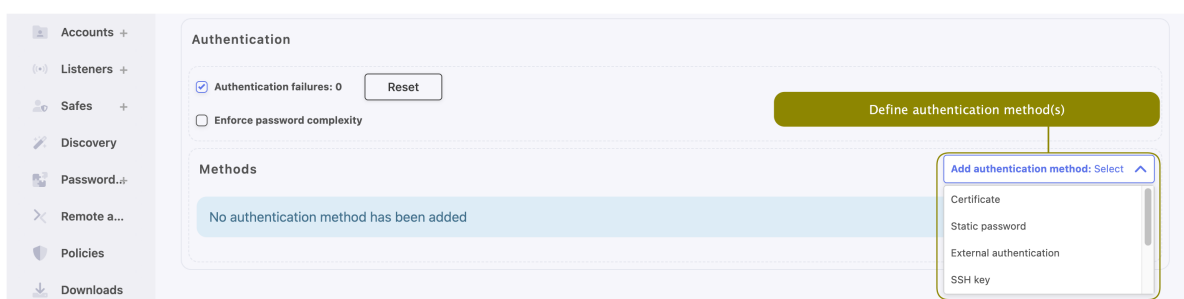 Accounts +
Listeners +
Safes +
Discovery
Password...+
Remote a...
Policies
Downloads
Authentication
Authentication failures: 0 Reset
Enforce password complexity
Define authentication method(s)
Methods
Add authentication method: Select
No authentication method has been added
Certificate
Static password
External authentication
SSH key